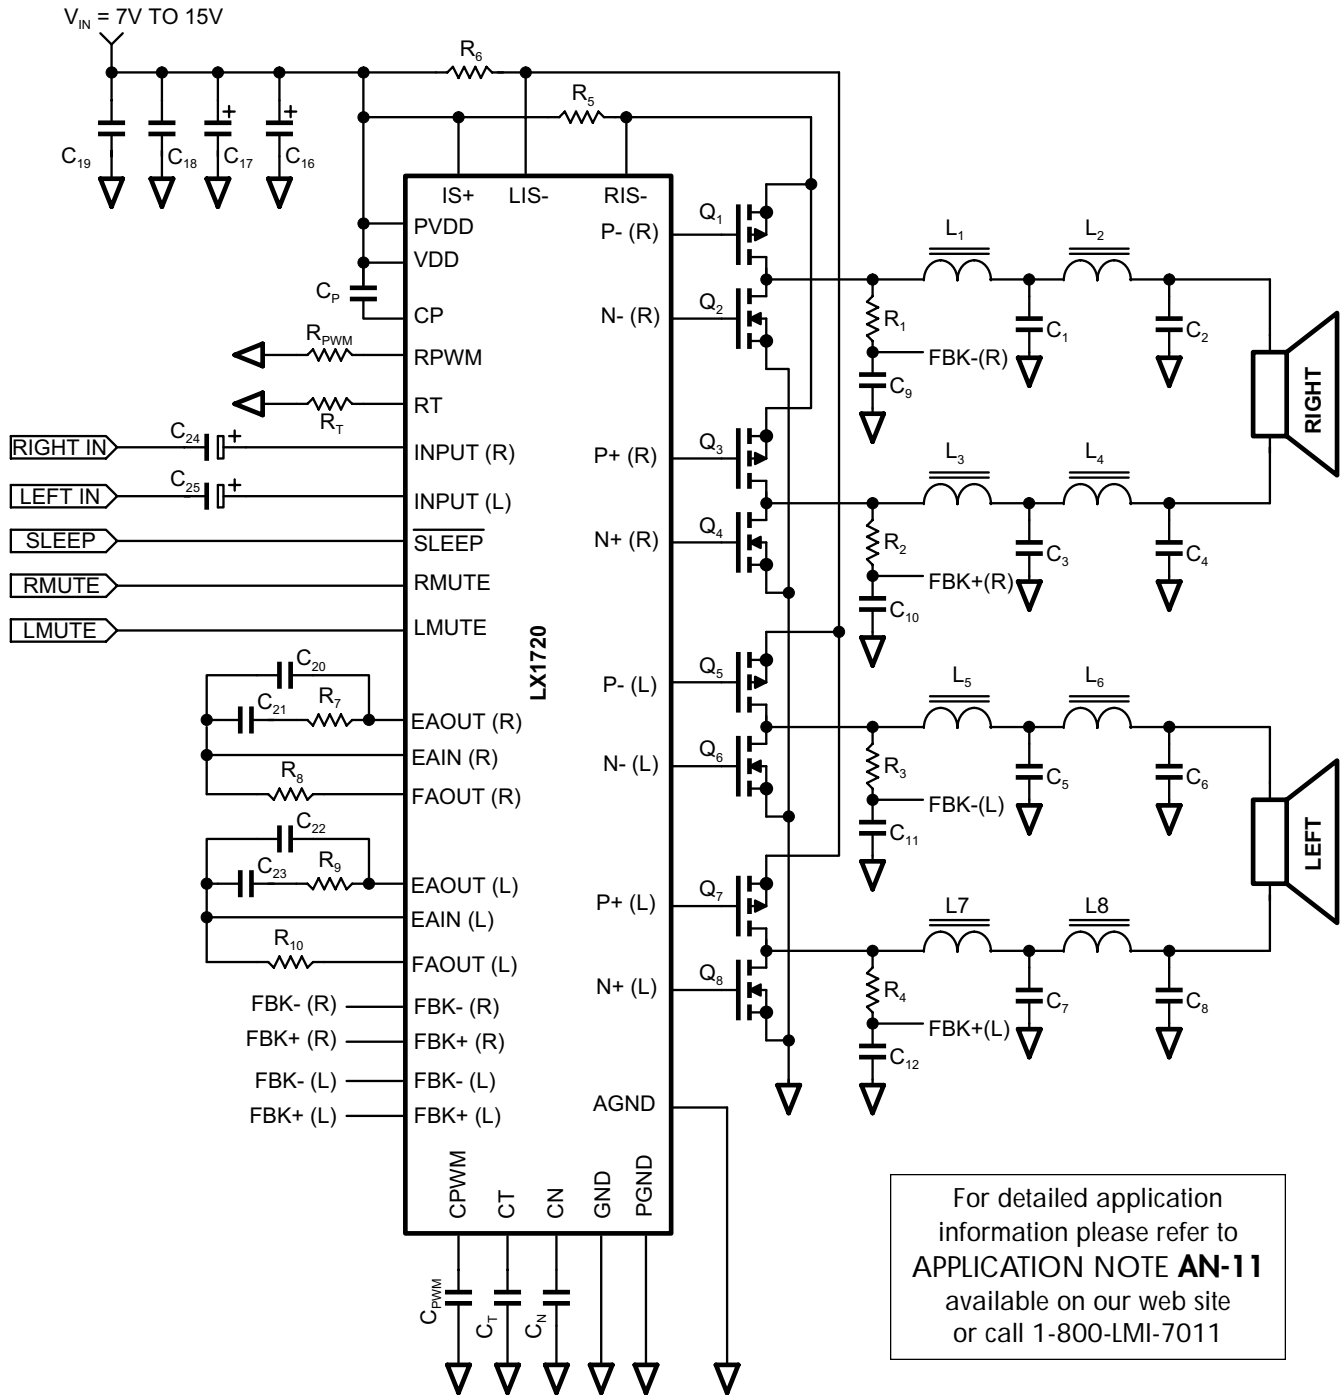 V_IN = 7V TO 15V
R6
R5
C19
C18
C17
+
C16
+
IS+
LIS-
RIS-
PVDD
VDD
CP
CP
RPWM
RPWM
RT
RT
RIGHT IN
C24
+
INPUT (R)
LEFT IN
C25
+
INPUT (L)
SLEEP
SLEEP
RMUTE
RMUTE
LMUTE
LMUTE
LX1720
C20
C21
R7
EAOUT (R)
EAIN (R)
R8
FAOUT (R)
C22
C23
R9
EAOUT (L)
EAIN (L)
R10
FAOUT (L)
FBK- (R)
FBK- (R)
FBK+ (R)
FBK+ (R)
FBK- (L)
FBK- (L)
FBK+ (L)
FBK+ (L)
P- (R)
Q1
N- (R)
Q2
P+ (R)
Q3
N+ (R)
Q4
P- (L)
Q5
N- (L)
Q6
P+ (L)
Q7
N+ (L)
Q8
AGND
L1
L2
R1
C1
C2
FBK-(R)
C9
RIGHT
L3
L4
R2
C3
C4
FBK+(R)
C10
L5
L6
R3
C5
C6
FBK-(L)
C11
LEFT
L7
L8
R4
C7
C8
FBK+(L)
C12
CPWM
CT
CN
GND
PGND
CPWM
CT
CN
For detailed application
information please refer to
APPLICATION NOTE AN-11
available on our web site
or call 1-800-LMI-7011